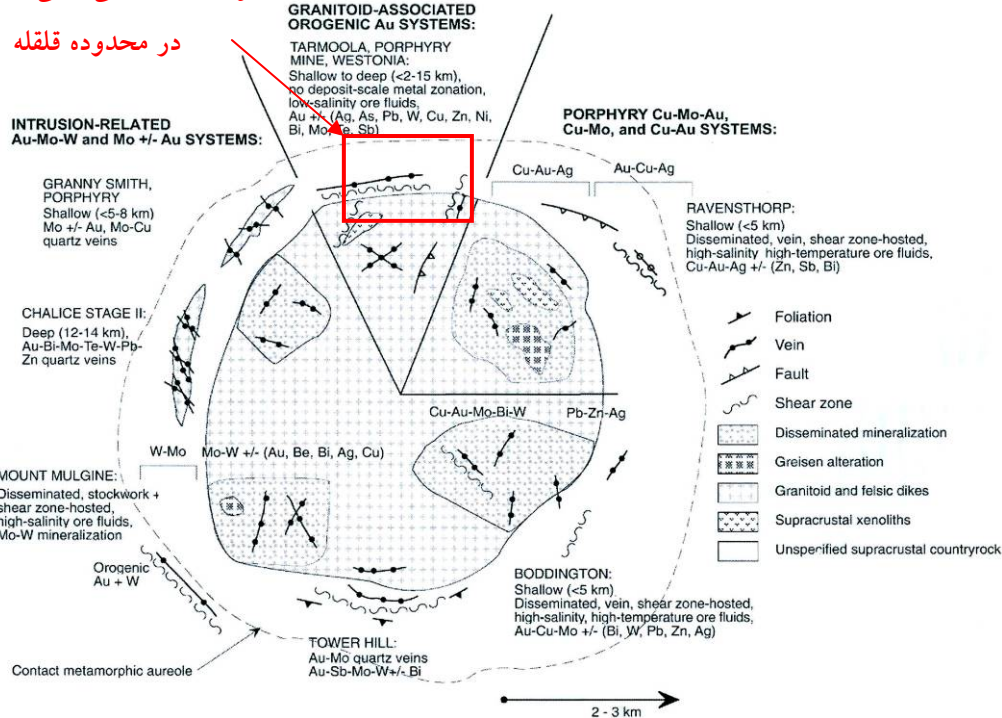 در محدوده قلقله
GRANITOID-ASSOCIATED
OROGENIC Au SYSTEMS:
TARMOOLA, PORPHYRY
MINE, WESTONIA:
Shallow to deep (<2-15 km),
no deposit-scale metal zonation,
low-salinity ore fluids,
Au +/- (Ag, As, Pb, W, Cu, Zn, Ni,
Bi, Mo, Te, Sb)
INTRUSION-RELATED
Au-Mo-W and Mo +/- Au SYSTEMS:
GRANNY SMITH,
PORPHYRY
Shallow (<5-8 km)
Mo +/- Au, Mo-Cu
quartz veins
CHALICE STAGE II:
Deep (12-14 km),
Au-Bi-Mo-Te-W-Pb-
Zn quartz veins
W-Mo
Mo-W +/- (Au, Be, Bi, Ag, Cu)
MOUNT MULGINE:
Disseminated, stockwork +
shear zone-hosted,
high-salinity ore fluids,
Mo-W mineralization
Orogenic
Au + W
Contact metamorphic aureole
TOWER HILL:
Au-Mo quartz veins
Au-Sb-Mo-W+/- Bi
PORPHYRY Cu-Mo-Au,
Cu-Mo, and Cu-Au SYSTEMS:
Cu-Au-Ag
Au-Cu-Ag
RAVENSTHORP:
Shallow (<5 km)
Disseminated, vein, shear zone-hosted,
high-salinity high-temperature ore fluids,
Cu-Au-Ag +/- (Zn, Sb, Bi)
Foliation
Vein
Fault
Shear zone
Disseminated mineralization
Greisen alteration
Granitoid and felsic dikes
Supracrustal xenoliths
Unspecified supracrustal countryrock
Cu-Au-Mo-Bi-W
Pb-Zn-Ag
BODDINGTON:
Shallow (<5 km)
Disseminated, vein, shear zone-hosted,
high-salinity, high-temperature ore fluids,
Au-Cu-Mo +/- (Bi, W, Pb, Zn, Ag)
2 - 3 km